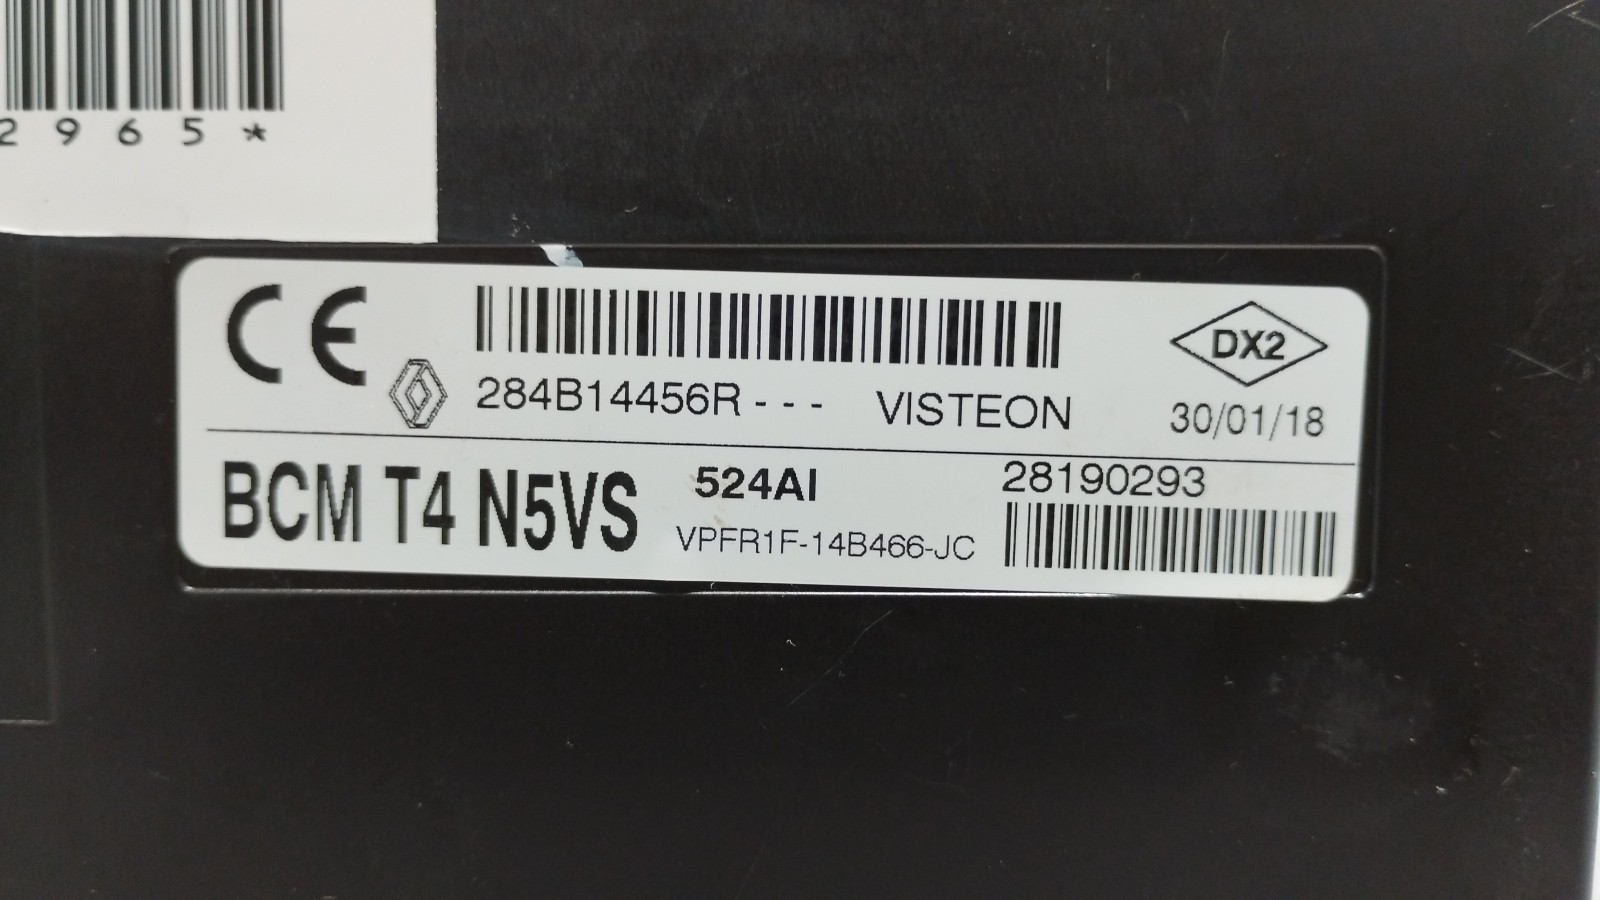 2965*
CE
284B14456R--- VISTEON
DX2
30/01/18
BCM T4 N5VS
524AI
VPFR1F-14B466-JC
28190293